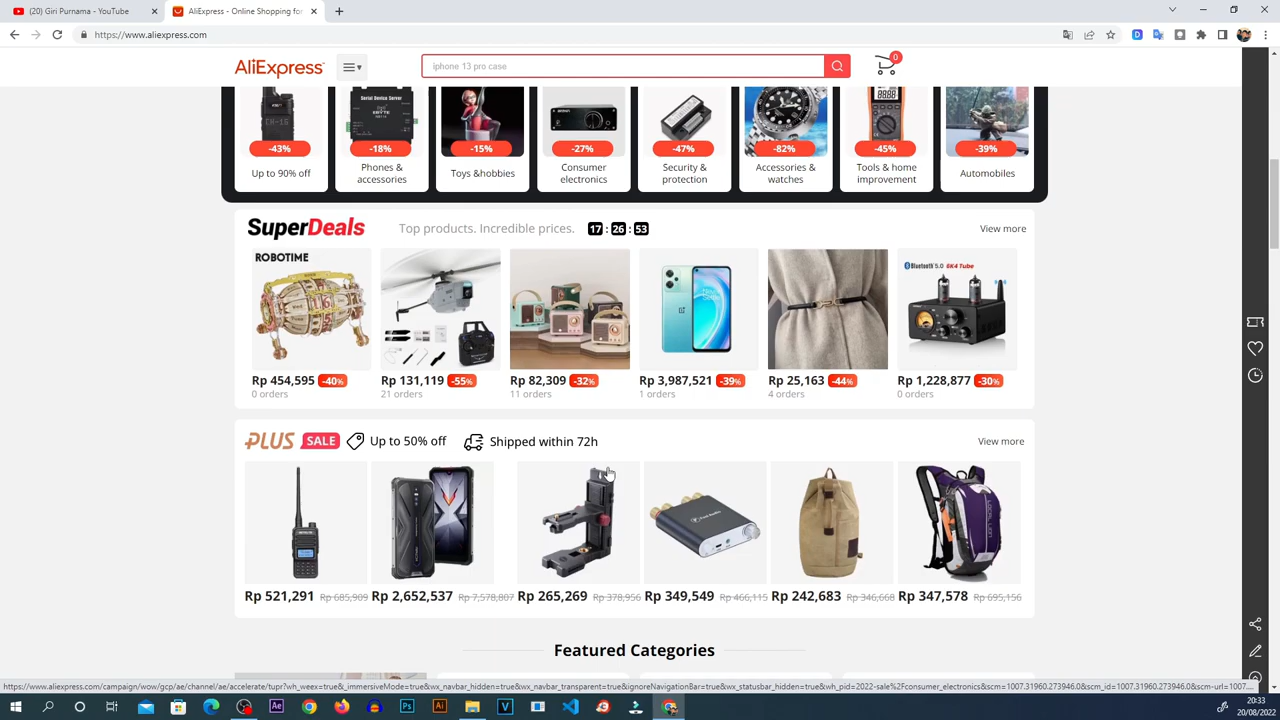 (20) Giri Purnama - YouTube
AliExpress - Online Shopping for
https://www.aliexpress.com
AliExpress
iphone 13 pro case
0
-43%
-18%
-15%
-27%
-47%
-82%
-45%
-39%
Up to 90% off
Phones & accessories
Toys &hobbies
Consumer electronics
Security & protection
Accessories & watches
Tools & home improvement
Automobiles
SuperDeals
Top products. Incredible prices.
17 : 26 : 53
View more
ROBOTIME
Bluetooth 5.0 6K4 Tube
Rp 454,595 -40%
Rp 131,119 -55%
Rp 82,309 -32%
Rp 3,987,521 -39%
Rp 25,163 -44%
Rp 1,228,877 -30%
0 orders
21 orders
11 orders
1 orders
4 orders
0 orders
PLUS SALE Up to 50% off Shipped within 72h
View more
Rp 521,291 Rp 685,909
Rp 2,652,537 Rp 7,578,807
Rp 265,269 Rp 378,956
Rp 349,549 Rp 466,115
Rp 242,683 Rp 346,668
Rp 347,578 Rp 695,156
Featured Categories
https://www.aliexpress.com/campaign/wow/gcp/ae/channel/ae/accelerate/tupr?wh_weex=true&_immersiveMode=true&wx_navbar_hidden=true&wx_navbar_transparent=true&ignoreNavigationBar=true&wx_statusbar_hidden=true&wh_pid=2022-sale%2Fconsumer_electronics&scm=1007.31960.273946.0&scm_id=1007.31960.273946.0&scm-url=1007....
20:33
20/08/2022